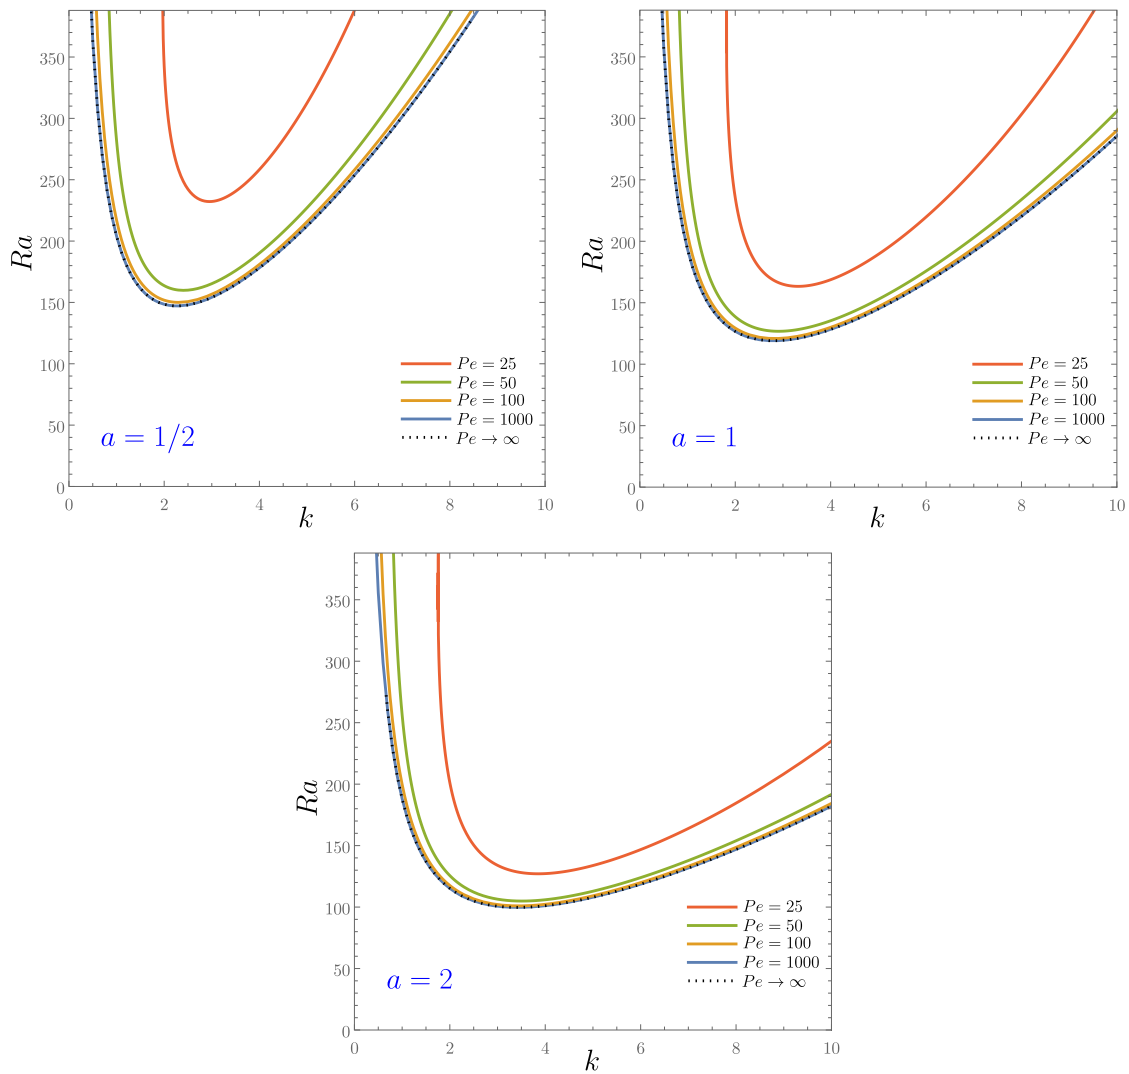 350
300
250
200
150
100
50
0
Ra
Pe = 25
Pe = 50
Pe = 100
Pe = 1000
Pe → ∞
a = 1/2
0 2 4 6 8 10
k
350
300
250
200
150
100
50
0
Ra
Pe = 25
Pe = 50
Pe = 100
Pe = 1000
Pe → ∞
a = 1
0 2 4 6 8 10
k
350
300
250
200
150
100
50
0
Ra
Pe = 25
Pe = 50
Pe = 100
Pe = 1000
Pe → ∞
a = 2
0 2 4 6 8 10
k